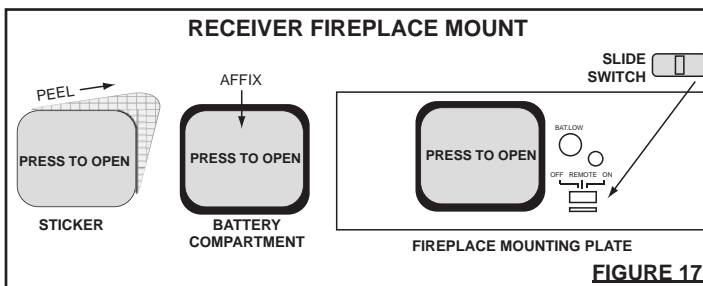 RECEIVER FIREPLACE MOUNT
SLIDE
SWITCH
PEEL
AFFIX
PRESS TO OPEN
PRESS TO OPEN
PRESS TO OPEN
BAT.LOW
OFF REMOTE ON
STICKER
BATTERY
COMPARTMENT
FIREPLACE MOUNTING PLATE
FIGURE 17